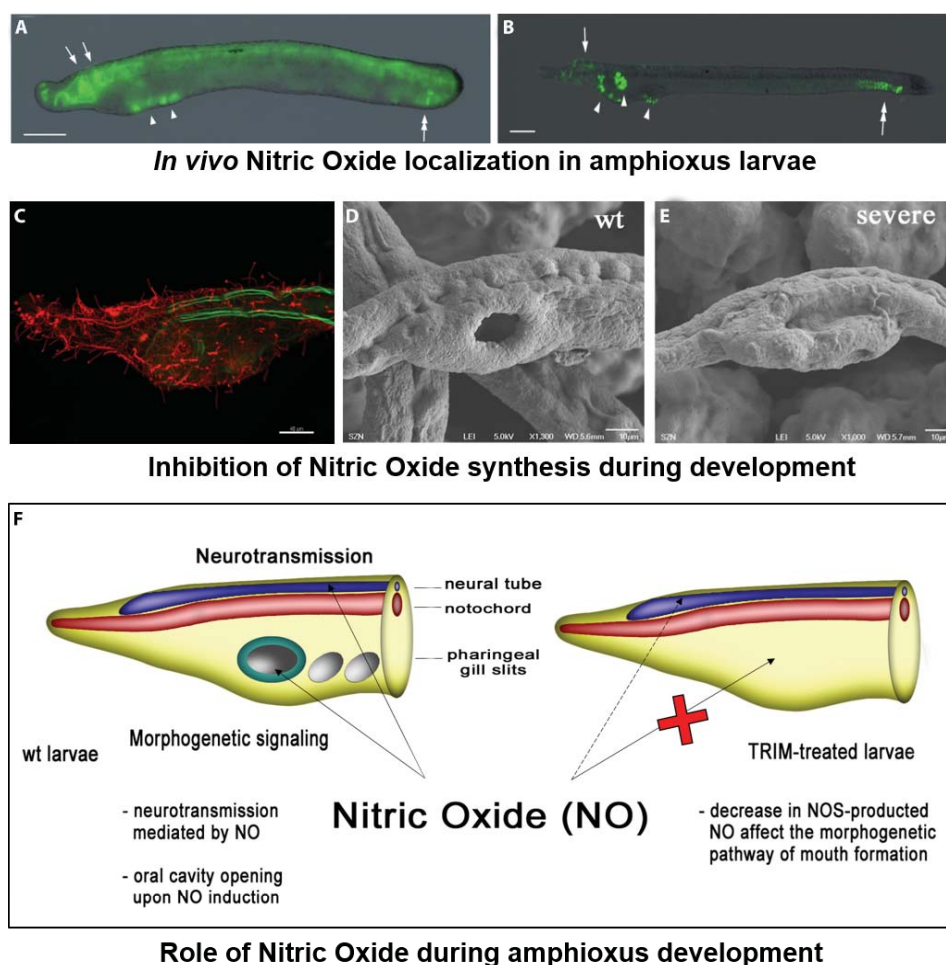 A
B
In vivo Nitric Oxide localization in amphioxus larvae
C
D
wt
E
severe
40 µm
SZN LEI 5.0kV X1,300 WD 5.6mm 10µm
SZN LEI 5.0kV X1,000 WD 5.7mm 10µm
Inhibition of Nitric Oxide synthesis during development
F
Neurotransmission
neural tube
notochord
pharingeal
gill slits
wt larvae
Morphogenetic signaling
TRIM-treated larvae
Nitric Oxide (NO)
- neurotransmission
mediated by NO
- oral cavity opening
upon NO induction
- decrease in NOS-producted
NO affect the morphogenetic
pathway of mouth formation
Role of Nitric Oxide during amphioxus development